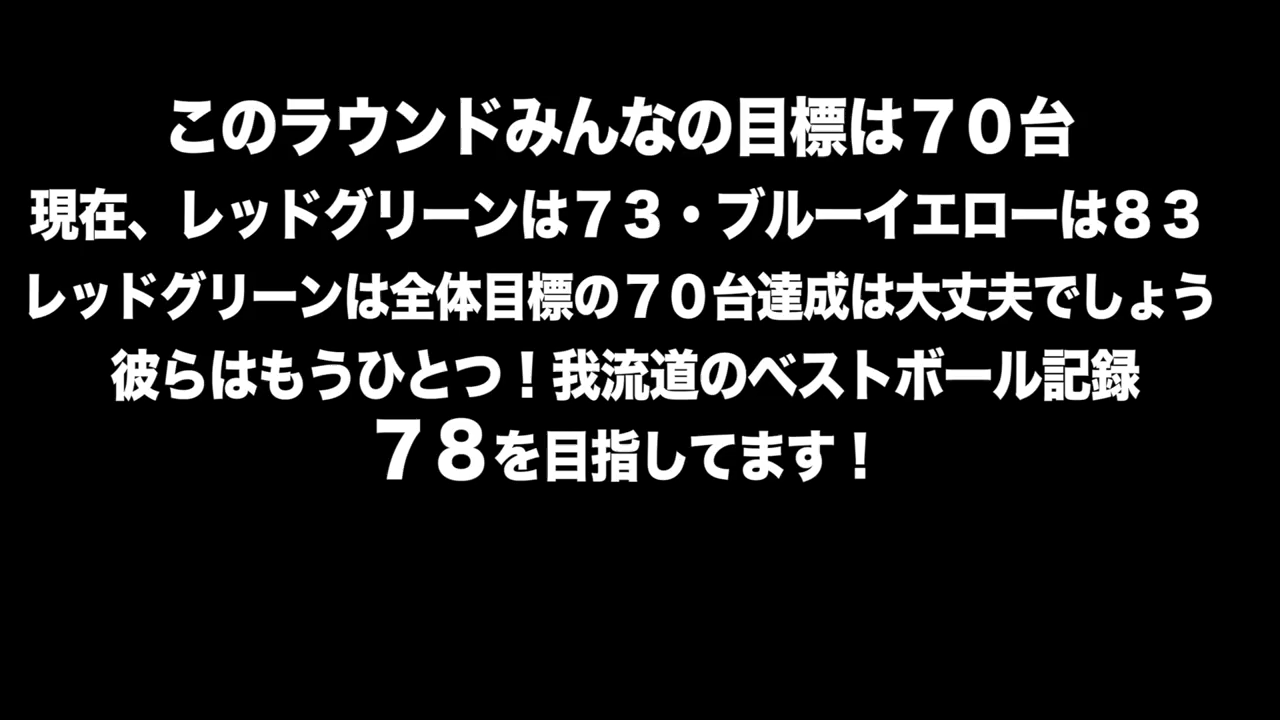 このラウンドみんなの目標は７０台
現在、レッドグリーンは７３・ブルーイエローは８３
レッドグリーンは全体目標の７０台達成は大丈夫でしょう
彼らはもうひとつ！我流道のベストボール記録
７８を目指してます！